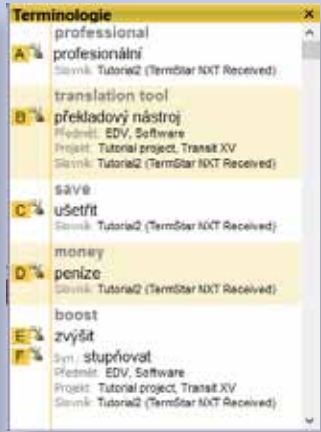 Terminologie ×
professional
A profesionální
Slovník: Tutorial2 (TermStar NXT Received)
translation tool
B překladový nástroj
Předmět: EDV, Software
Projekt: Tutorial project, Transit XV
Slovník: Tutorial2 (TermStar NXT Received)
save
C ušetřit
Slovník: Tutorial2 (TermStar NXT Received)
money
D peníze
Slovník: Tutorial2 (TermStar NXT Received)
boost
E zvýšit
F Syn.: stupňovat
Předmět: EDV, Software
Projekt: Tutorial project, Transit XV
Slovník: Tutorial2 (TermStar NXT Received)